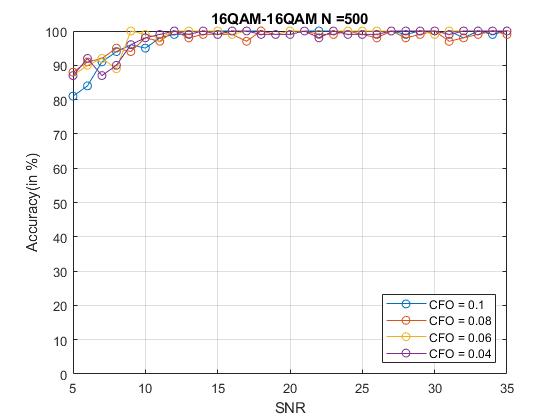 16QAM-16QAM N =500
100
90
80
70
60
50
40
30
20
10
0
Accuracy(in %)
5 10 15 20 25 30 35
SNR
CFO = 0.1
CFO = 0.08
CFO = 0.06
CFO = 0.04